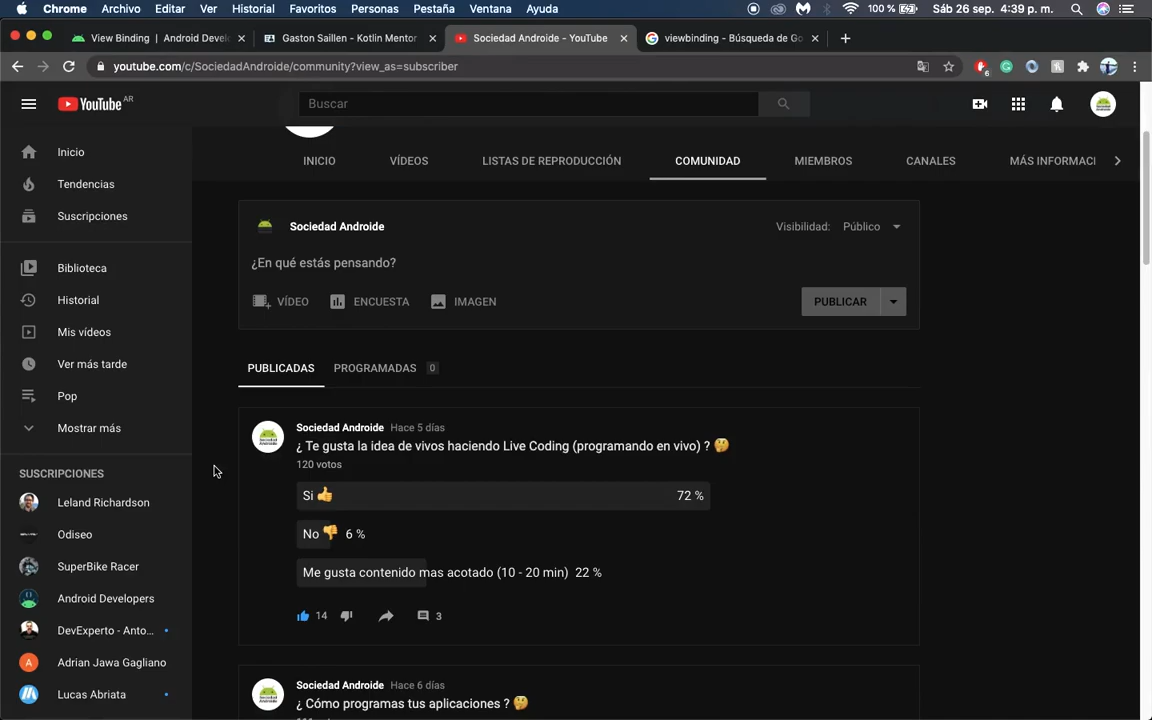 Chrome Archivo Editar Ver Historial Favoritos Personas Pestaña Ventana Ayuda 100 % Sáb 26 sep. 4:39 p. m.
View Binding | Android Devel
Gaston Saillen - Kotlin Mentor
Sociedad Androide - YouTube
viewbinding - Búsqueda de Go
youtube.com/c/SociedadAndroide/community?view_as=subscriber
6
YouTube AR
Buscar
INICIO VÍDEOS LISTAS DE REPRODUCCIÓN COMUNIDAD MIEMBROS CANALES MÁS INFORMACI
Inicio
Tendencias
Suscripciones
Biblioteca
Historial
Mis vídeos
Ver más tarde
Pop
Mostrar más
SUSCRIPCIONES
Leland Richardson
Odiseo
SuperBike Racer
Android Developers
DevExperto - Anto...
Adrian Jawa Gagliano
Lucas Abriata
Sociedad Androide
Visibilidad: Público
¿En qué estás pensando?
VÍDEO ENCUESTA IMAGEN
PUBLICAR
PUBLICADAS PROGRAMADAS 0
Sociedad Androide Hace 5 días
¿ Te gusta la idea de vivos haciendo Live Coding (programando en vivo) ? 🤔
120 votos
Si 👍 72 %
No 👎 6 %
Me gusta contenido mas acotado (10 - 20 min) 22 %
14 3
Sociedad Androide Hace 6 días
¿ Cómo programas tus aplicaciones ? 🤔